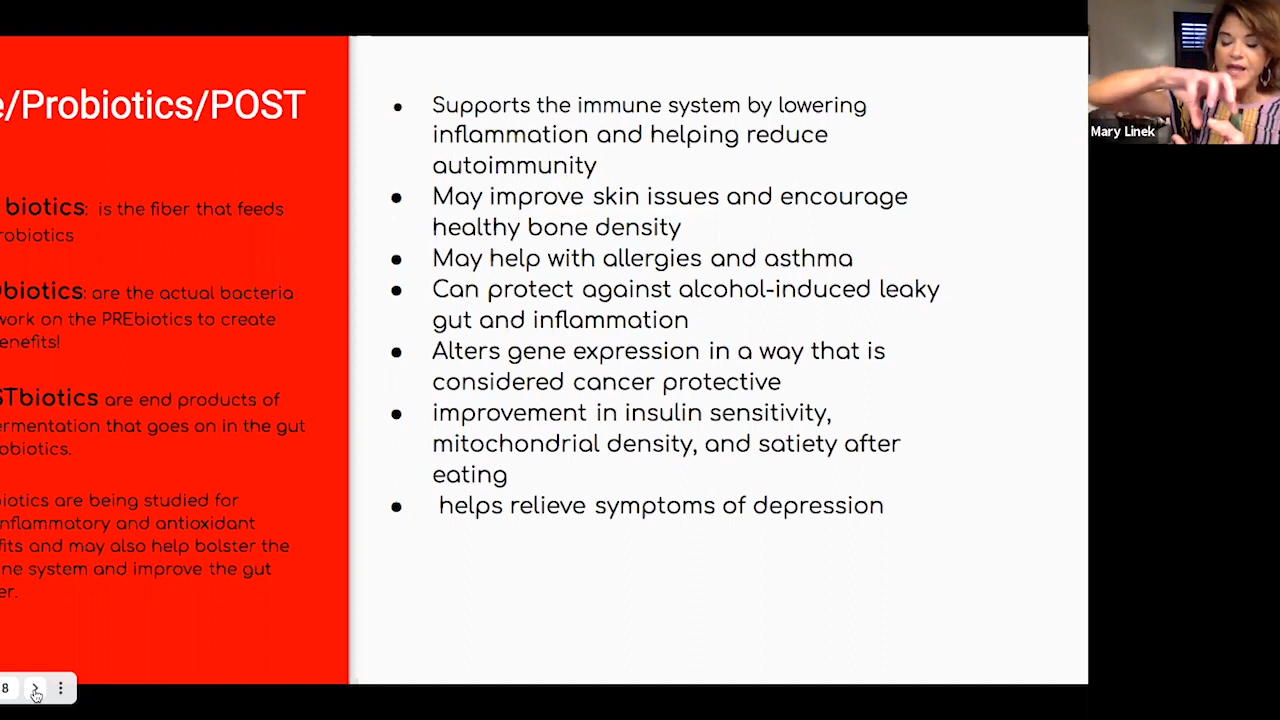 e/Probiotics/POST
biotics: is the fiber that feeds
robiotics
biotics: are the actual bacteria
work on the PREbiotics to create
enefits!
STbiotics are end products of
ermentation that goes on in the gut
obiotics.
biotics are being studied for
nflammatory and antioxidant
fits and may also help bolster the
ne system and improve the gut
er.
● Supports the immune system by lowering
inflammation and helping reduce
autoimmunity
● May improve skin issues and encourage
healthy bone density
● May help with allergies and asthma
● Can protect against alcohol-induced leaky
gut and inflammation
● Alters gene expression in a way that is
considered cancer protective
● improvement in insulin sensitivity,
mitochondrial density, and satiety after
eating
● helps relieve symptoms of depression
Mary Linek
8